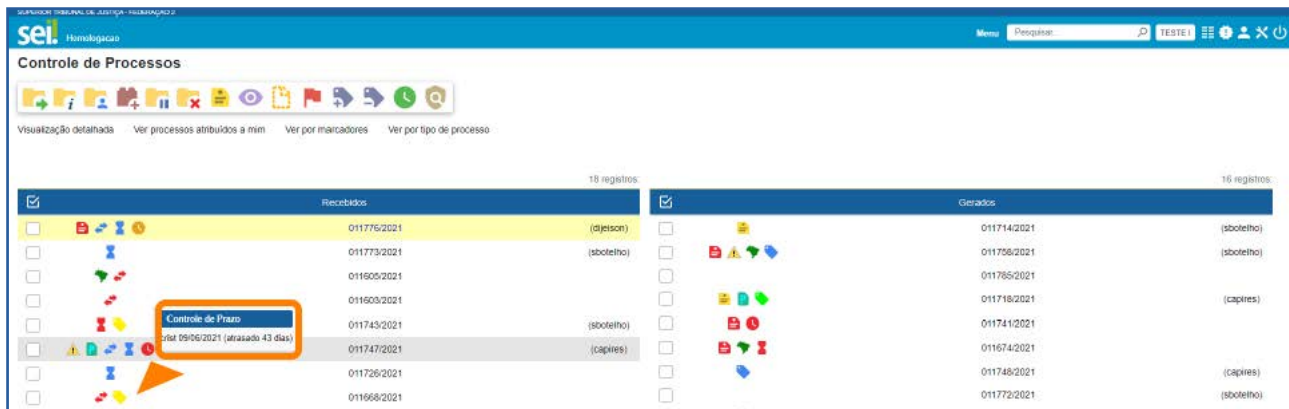 SUPERIOR TRIBUNAL DE JUSTIÇA - FEDERAÇÃO 2
sei! Homologacao Menu Pesquisar... TESTE I
Controle de Processos
Visualização detalhada Ver processos atribuídos a mim Ver por marcadores Ver por tipo de processo
18 registros: 16 registros:
Recebidos Gerados
011776/2021 (dijeison) 011714/2021 (sbotelho)
011773/2021 (sbotelho) 011758/2021 (sbotelho)
011605/2021 011785/2021
011603/2021 011718/2021 (capires)
Controle de Prazo
011743/2021 (sbotelho) 011741/2021
crist 09/06/2021 (atrasado 43 dias)
011747/2021 (capires) 011674/2021
011726/2021 011748/2021 (capires)
011668/2021 011772/2021 (sbotelho)